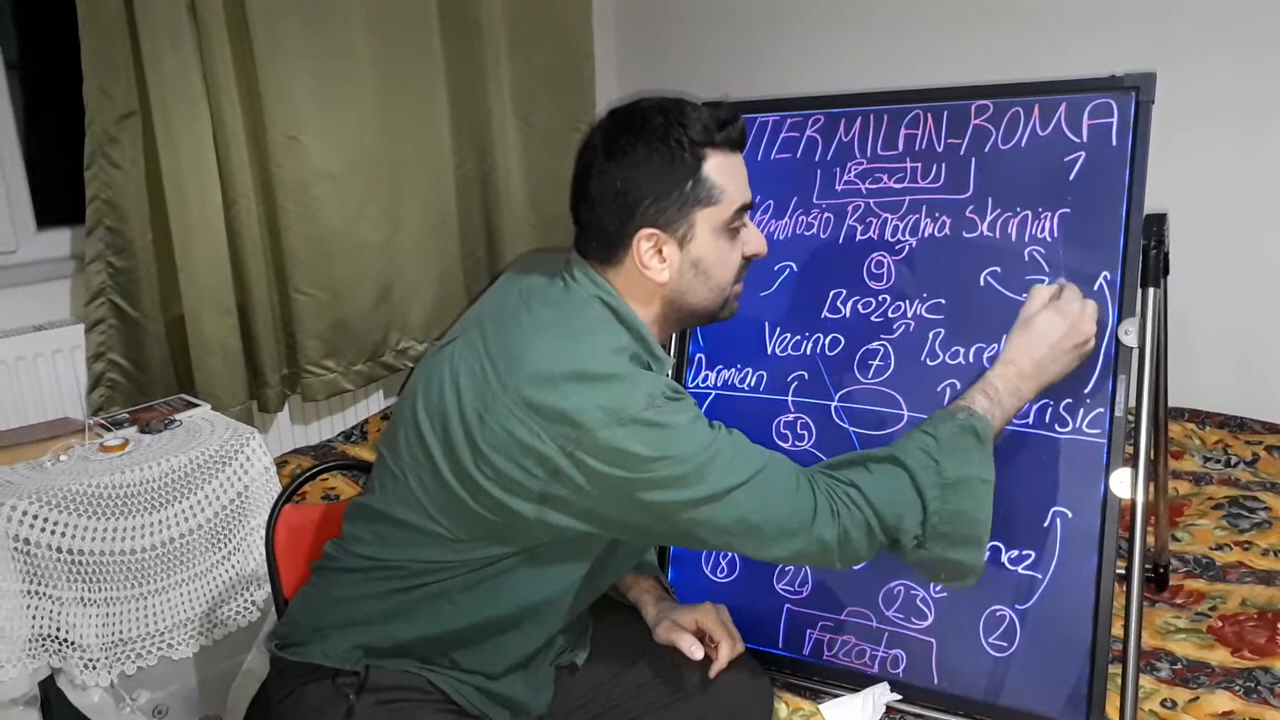 TER MILAN-ROMA
Radu
Ambrosio Ranocchia Skriniar
9
Brozovic
Vecino 7 Bare
Darmian
erisic
55
nez
18 24 23 2
Fuzato